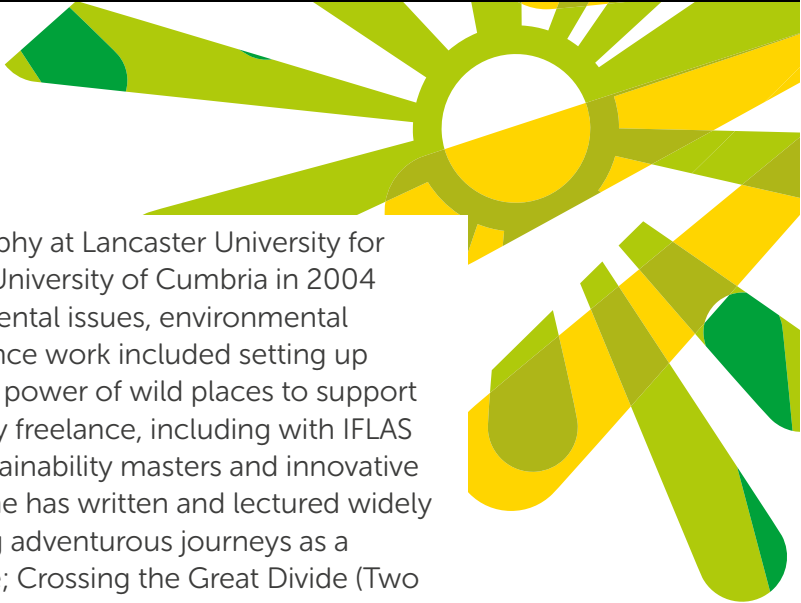 phy at Lancaster University for
University of Cumbria in 2004
ental issues, environmental
nce work included setting up
power of wild places to support
y freelance, including with IFLAS
tainability masters and innovative
he has written and lectured widely
g adventurous journeys as a
; Crossing the Great Divide (Two